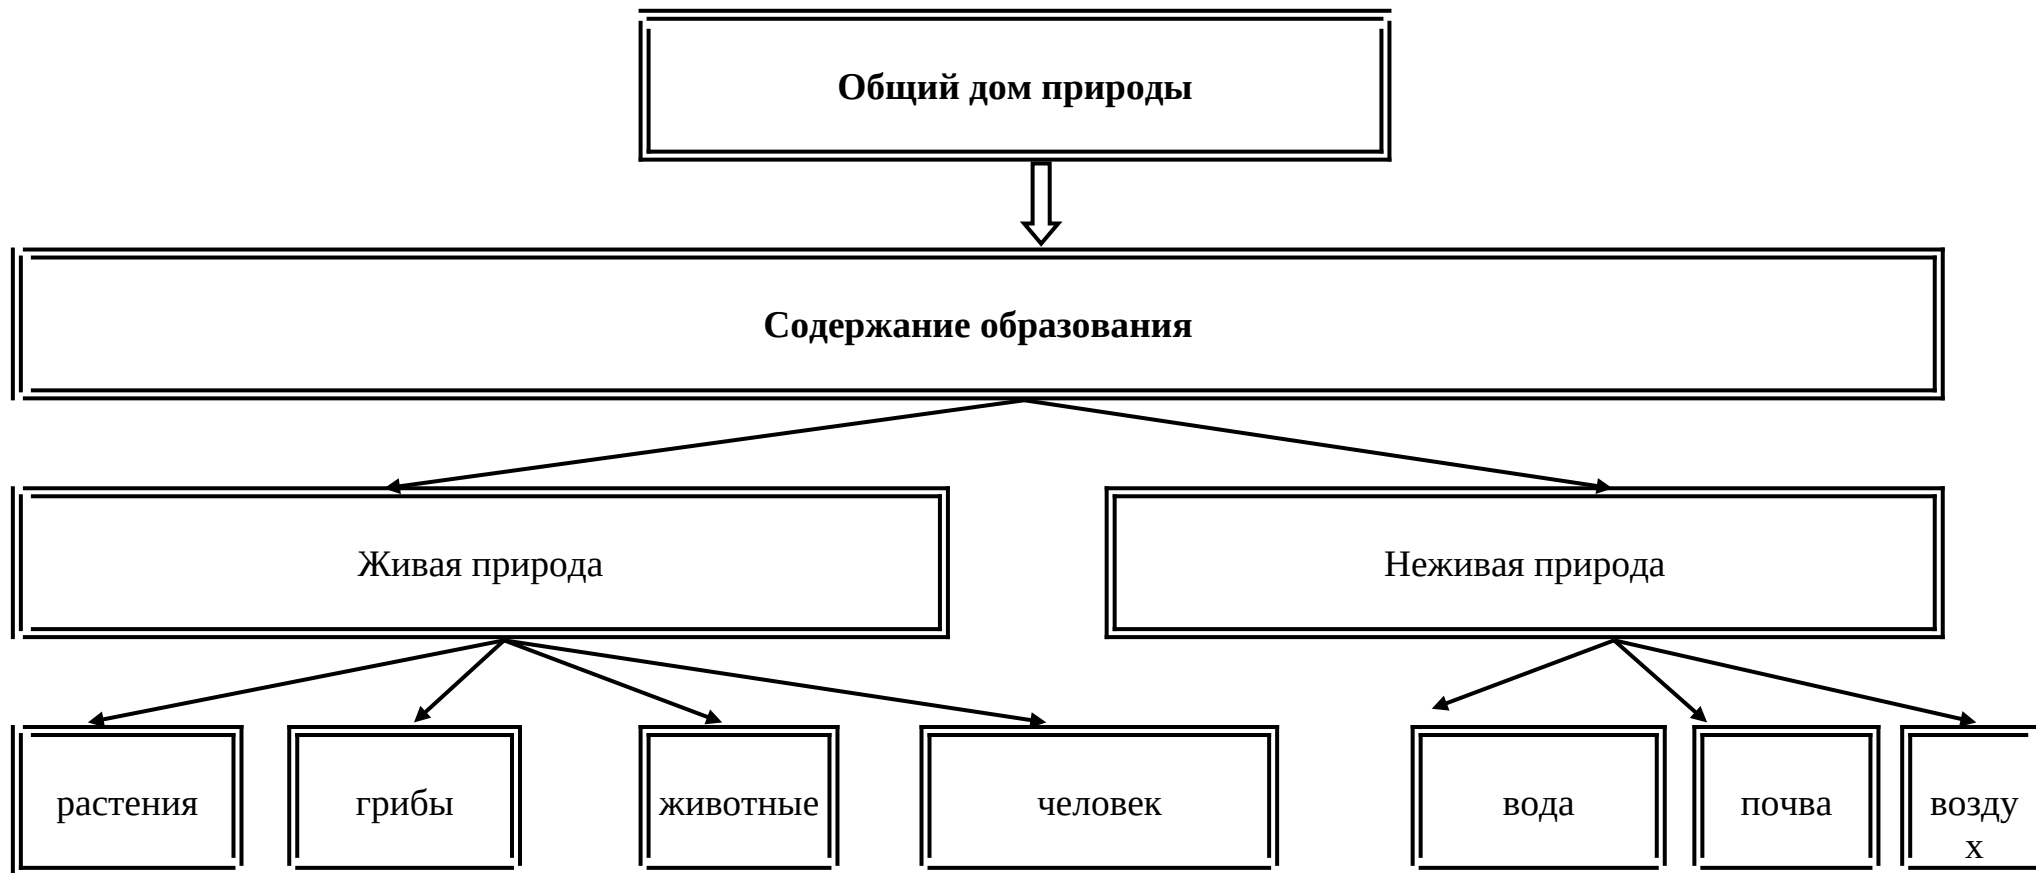 Общий дом природы
Содержание образования
Живая природа
Неживая природа
растения
грибы
животные
человек
вода
почва
возду
х